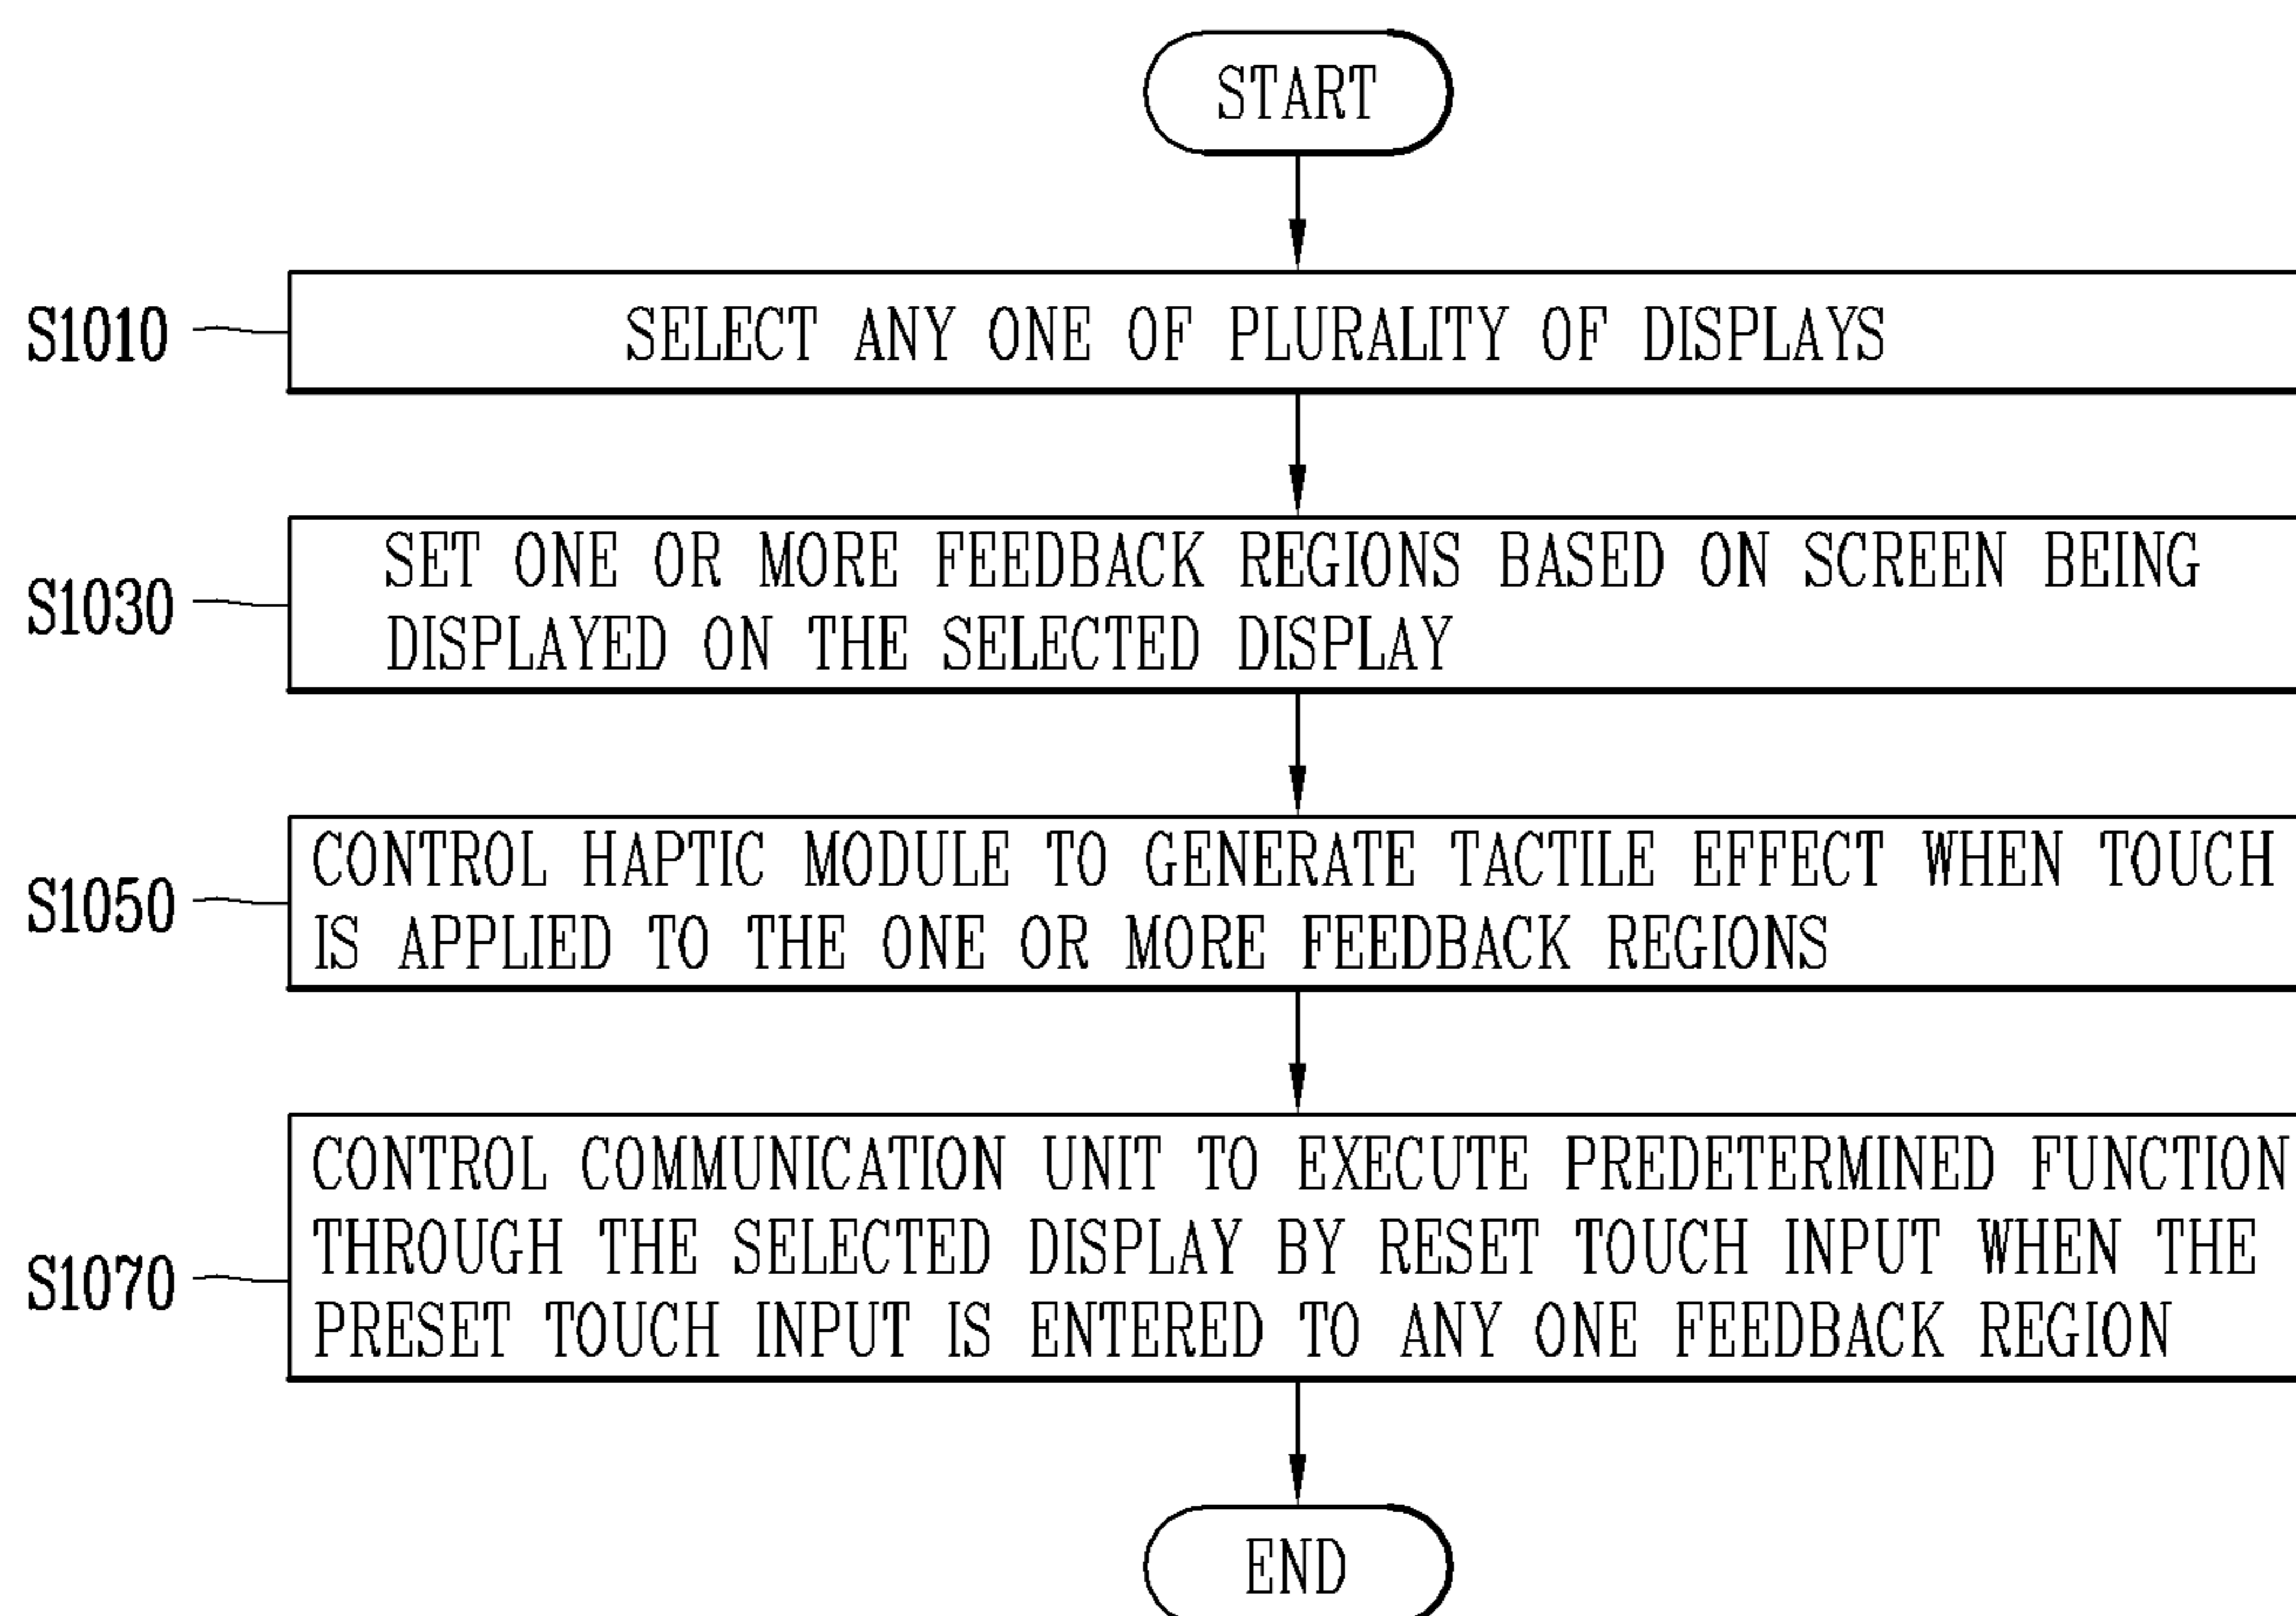 START
S1010
SELECT ANY ONE OF PLURALITY OF DISPLAYS
S1030
SET ONE OR MORE FEEDBACK REGIONS BASED ON SCREEN BEING
DISPLAYED ON THE SELECTED DISPLAY
S1050
CONTROL HAPTIC MODULE TO GENERATE TACTILE EFFECT WHEN TOUCH
IS APPLIED TO THE ONE OR MORE FEEDBACK REGIONS
S1070
CONTROL COMMUNICATION UNIT TO EXECUTE PREDETERMINED FUNCTION
THROUGH THE SELECTED DISPLAY BY RESET TOUCH INPUT WHEN THE
PRESET TOUCH INPUT IS ENTERED TO ANY ONE FEEDBACK REGION
END